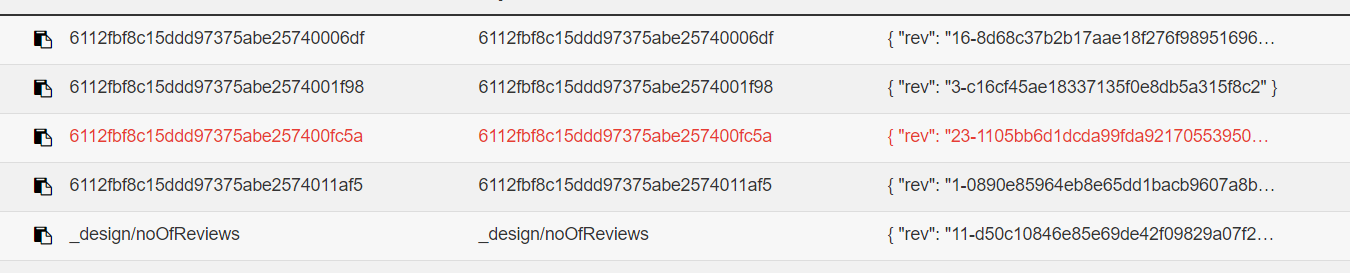 6112fbf8c15ddd97375abe25740006df 6112fbf8c15ddd97375abe25740006df { "rev": "16-8d68c37b2b17aae18f276f98951696…
6112fbf8c15ddd97375abe2574001f98 6112fbf8c15ddd97375abe2574001f98 { "rev": "3-c16cf45ae18337135f0e8db5a315f8c2" }
6112fbf8c15ddd97375abe257400fc5a 6112fbf8c15ddd97375abe257400fc5a { "rev": "23-1105bb6d1dcda99fda92170553950…
6112fbf8c15ddd97375abe2574011af5 6112fbf8c15ddd97375abe2574011af5 { "rev": "1-0890e85964eb8e65dd1bacb9607a8b…
_design/noOfReviews _design/noOfReviews { "rev": "11-d50c10846e85e69de42f09829a07f2…